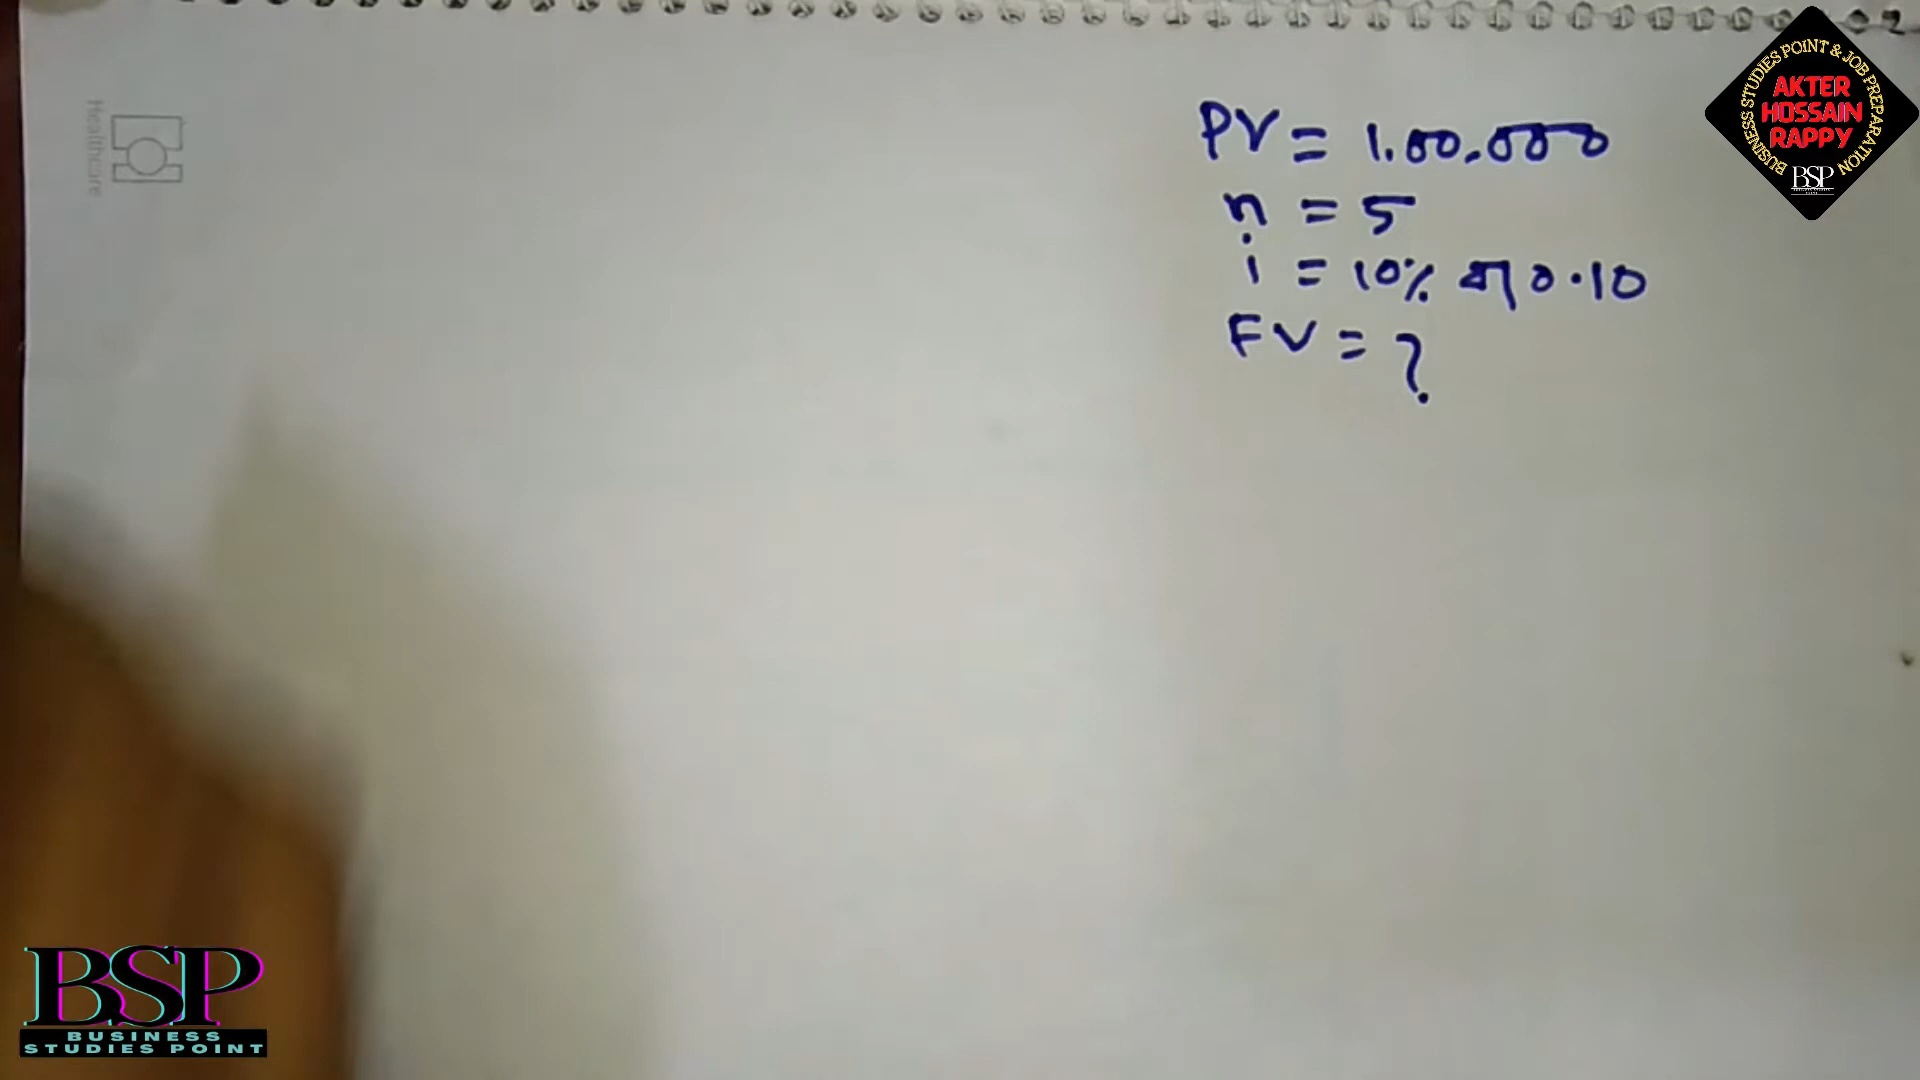 PV = 1,00,000
n = 5
i = 10% বা 0.10
FV = ?
Healthcare
BUSINESS STUDIES POINT & JOB PREPARATION
AKTER
HOSSAIN
RAPPY
BSP
BSP
BUSINESS
STUDIES POINT